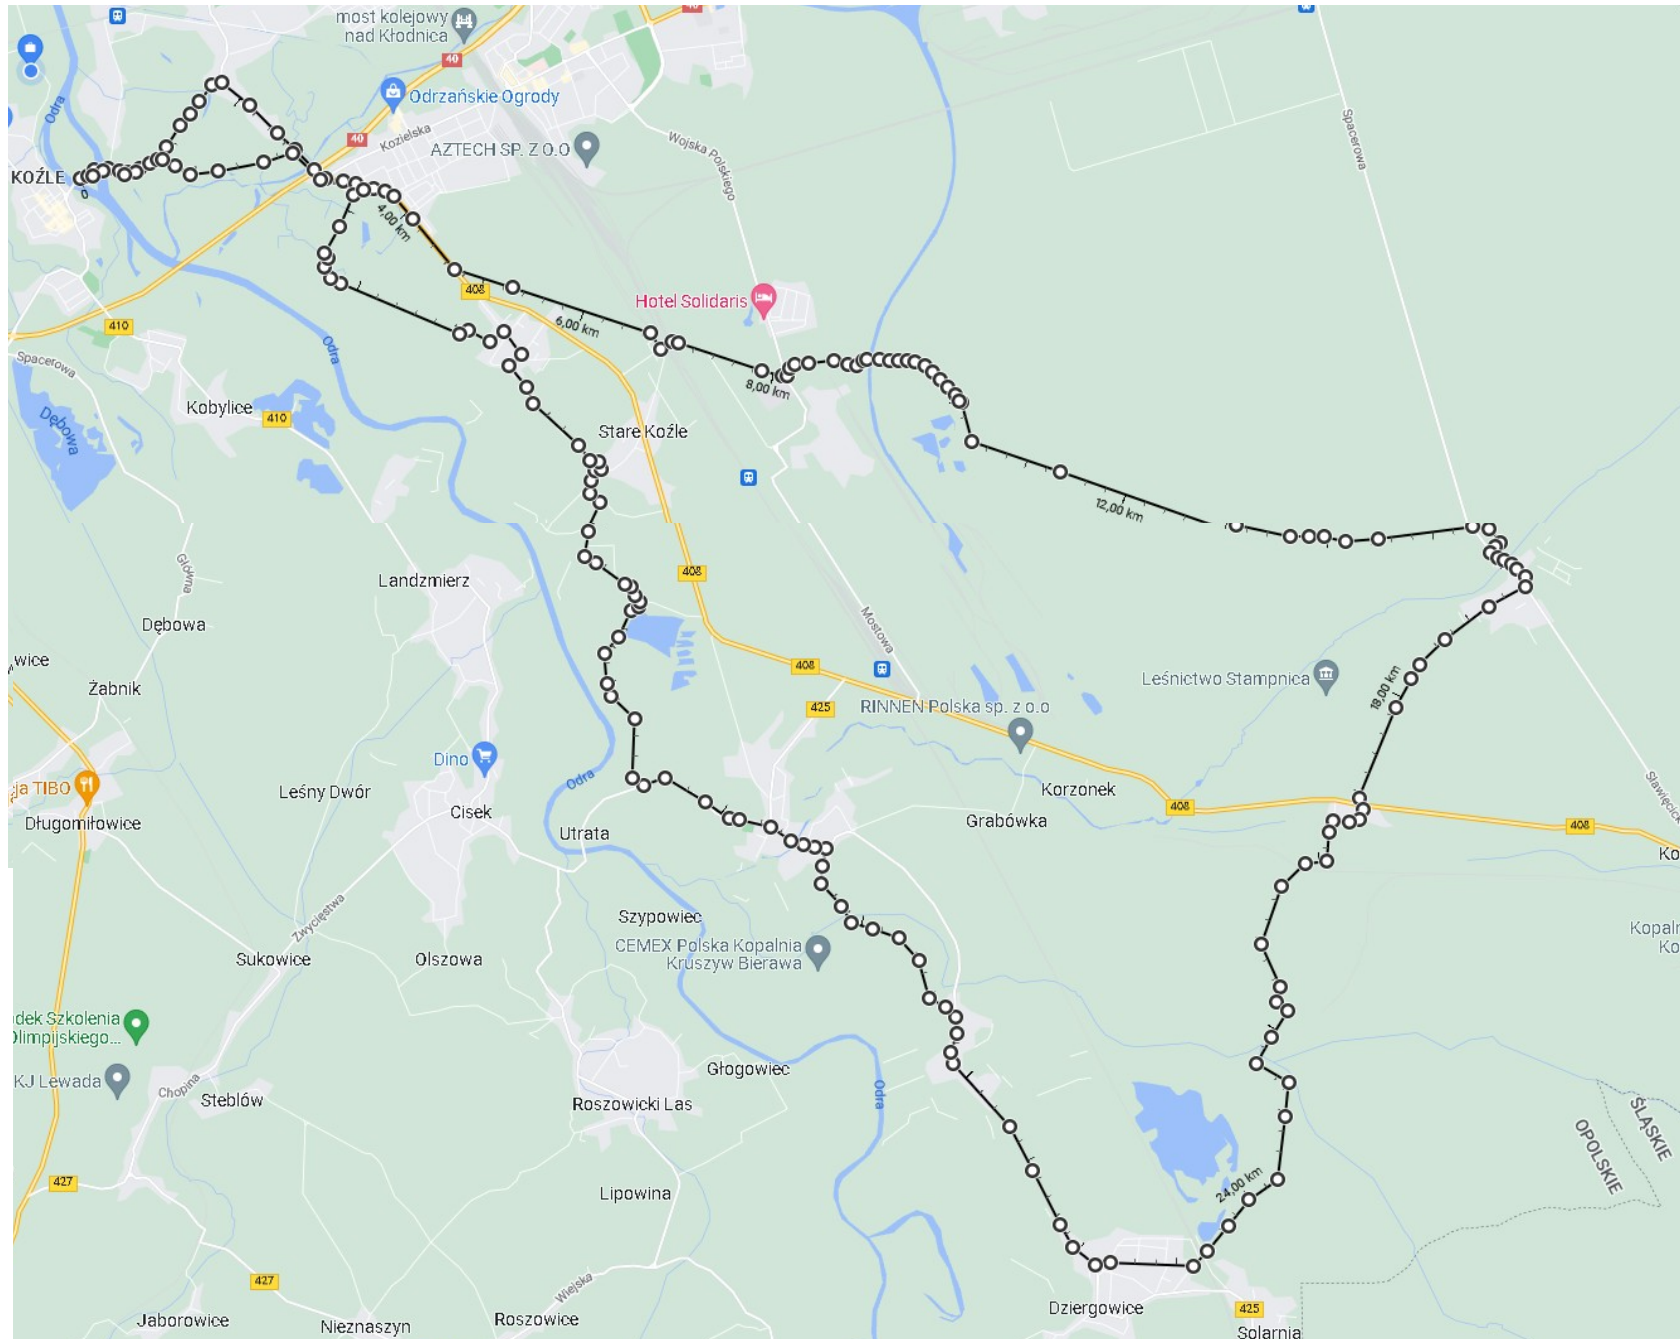 most kolejowy
nad Kłodnica
40
40
Odrzańskie Ogrody
Odra
40
Kozielska
AZTECH SP. Z O.O
Wojska Polskiego
Spacerowa
KOŹLE
0
4,00 km
408
Hotel Solidaris
6,00 km
410
Odra
Spacerowa
8,00 km
Kobylice
410
Dębowa
Stare Koźle
12,00 km
Główna
Landzmierz
408
Dębowa
Mostowa
wice
408
Leśnictwo Stampnica
Żabnik
425
RINNEN Polska sp. z o.o
18,00 km
Dino
Odra
ja TIBO
Leśny Dwór
Korzonek
Cisek
408
Długomiłowice
Utrata
Grabówka
408
Sławięcick
Ko
Zwycięstwa
Szypowiec
CEMEX Polska Kopalnia
Kruszyw Bierawa
Kopaln
Ko
Sukowice
Olszowa
dek Szkolenia
Olimpijskiego...
KJ Lewada
Chopina
Steblów
Głogowiec
Odra
Roszowicki Las
ŚLĄSKIE
OPOLSKIE
427
Lipowina
24,00 km
427
Wiejska
Jaborowice
Nieznaszyn
Roszowice
Dziergowice
425
Solarnia